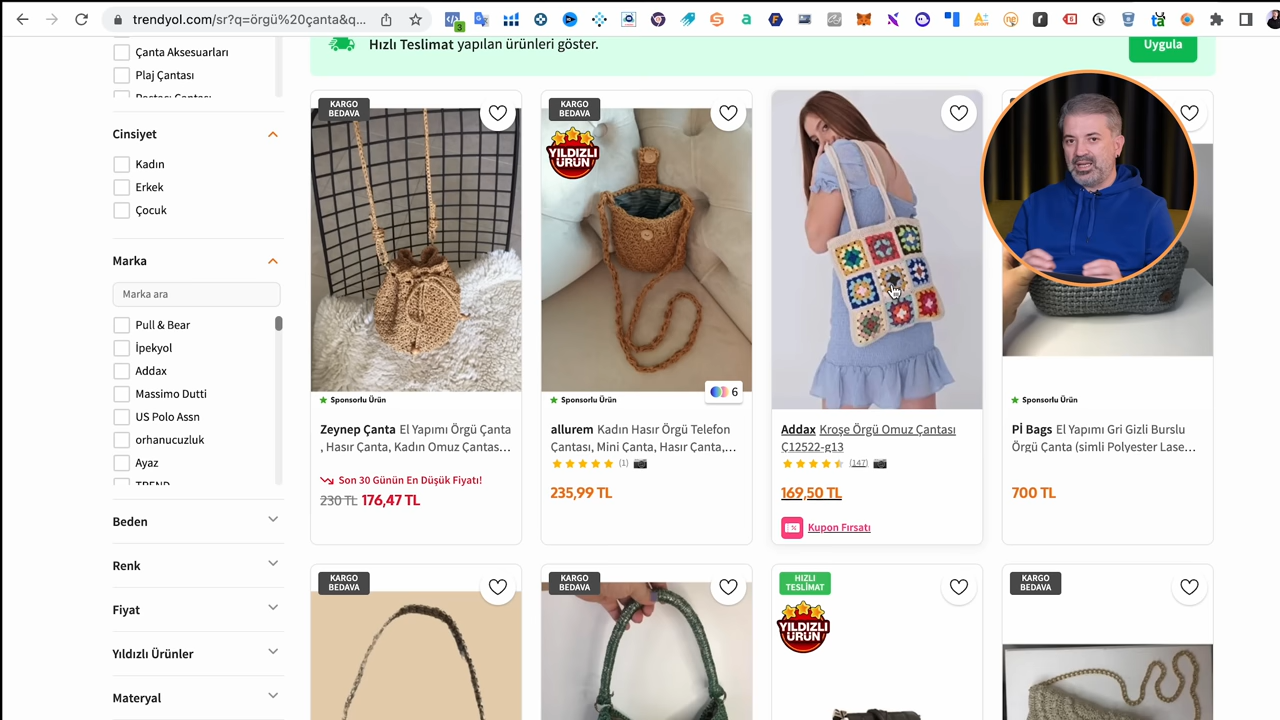 trendyol.com/sr?q=örgü%20çanta&q...
3
Çanta Aksesuarları
Plaj Çantası
Hızlı Teslimat yapılan ürünleri göster.
Uygula
Cinsiyet
Kadın
Erkek
Çocuk
Marka
Marka ara
Pull & Bear
İpekyol
Addax
Massimo Dutti
US Polo Assn
orhanucuzluk
Ayaz
TREND
Beden
Renk
Fiyat
Yıldızlı Ürünler
Materyal
KARGO
BEDAVA
Sponsorlu Ürün
Zeynep Çanta El Yapımı Örgü Çanta
, Hasır Çanta, Kadın Omuz Çantas...
Son 30 Günün En Düşük Fiyatı!
230 TL 176,47 TL
KARGO
BEDAVA
YILDIZLI
ÜRÜN
6
Sponsorlu Ürün
allurem Kadın Hasır Örgü Telefon
Çantası, Mini Çanta, Hasır Çanta,...
(1)
235,99 TL
Addax Kroşe Örgü Omuz Çantası
Ç12522-g13
(147)
169,50 TL
Kupon Fırsatı
Sponsorlu Ürün
Pi Bags El Yapımı Gri Gizli Burslu
Örgü Çanta (simli Polyester Lase...
700 TL
KARGO
BEDAVA
KARGO
BEDAVA
HIZLI
TESLİMAT
YILDIZLI
ÜRÜN
KARGO
BEDAVA